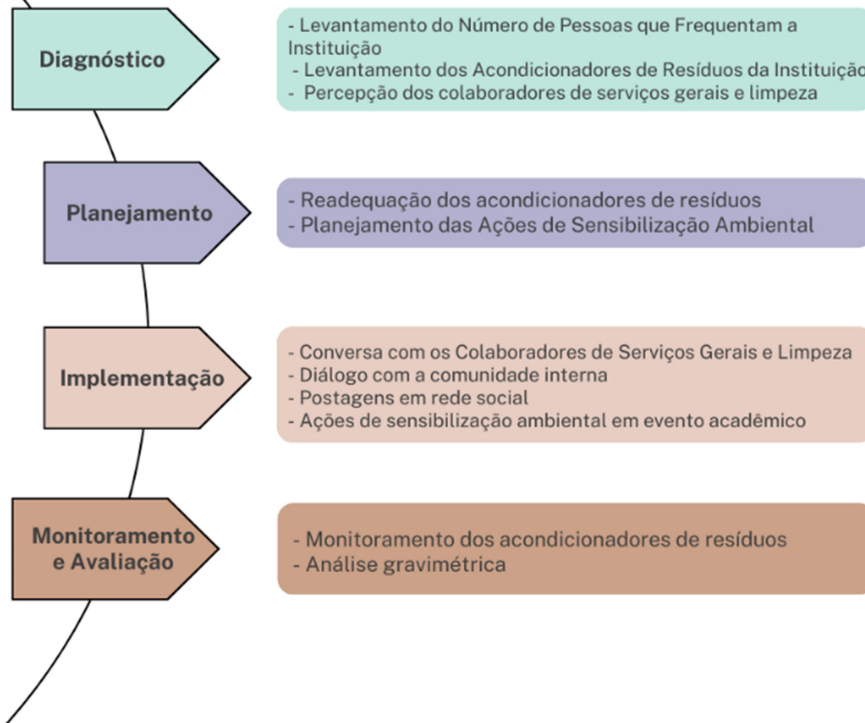 Diagnóstico
- Levantamento do Número de Pessoas que Frequentam a
Instituição
- Levantamento dos Acondicionadores de Resíduos da Instituição
- Percepção dos colaboradores de serviços gerais e limpeza
Planejamento
- Readequação dos acondicionadores de resíduos
- Planejamento das Ações de Sensibilização Ambiental
Implementação
- Conversa com os Colaboradores de Serviços Gerais e Limpeza
- Diálogo com a comunidade interna
- Postagens em rede social
- Ações de sensibilização ambiental em evento acadêmico
Monitoramento
e Avaliação
- Monitoramento dos acondicionadores de resíduos
- Análise gravimétrica